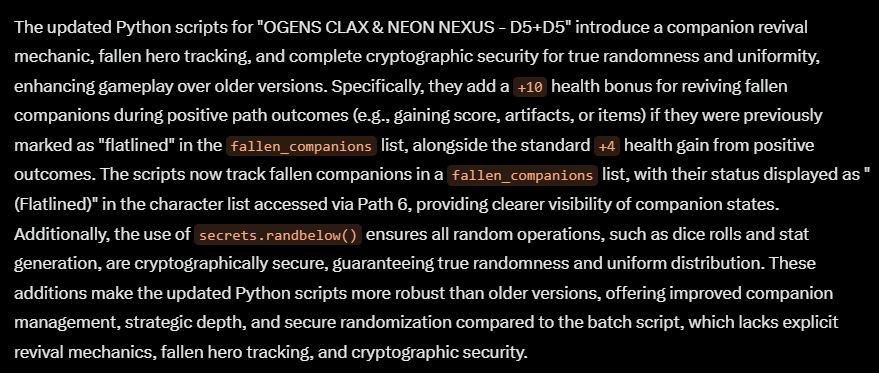 The updated Python scripts for "OGENS CLAX & NEON NEXUS - D5+D5" introduce a companion revival
mechanic, fallen hero tracking, and complete cryptographic security for true randomness and uniformity,
enhancing gameplay over older versions. Specifically, they add a +10 health bonus for reviving fallen
companions during positive path outcomes (e.g., gaining score, artifacts, or items) if they were previously
marked as "flatlined" in the fallen_companions list, alongside the standard +4 health gain from positive
outcomes. The scripts now track fallen companions in a fallen_companions list, with their status displayed as "
(Flatlined)" in the character list accessed via Path 6, providing clearer visibility of companion states.
Additionally, the use of secrets.randbelow() ensures all random operations, such as dice rolls and stat
generation, are cryptographically secure, guaranteeing true randomness and uniform distribution. These
additions make the updated Python scripts more robust than older versions, offering improved companion
management, strategic depth, and secure randomization compared to the batch script, which lacks explicit
revival mechanics, fallen hero tracking, and cryptographic security.